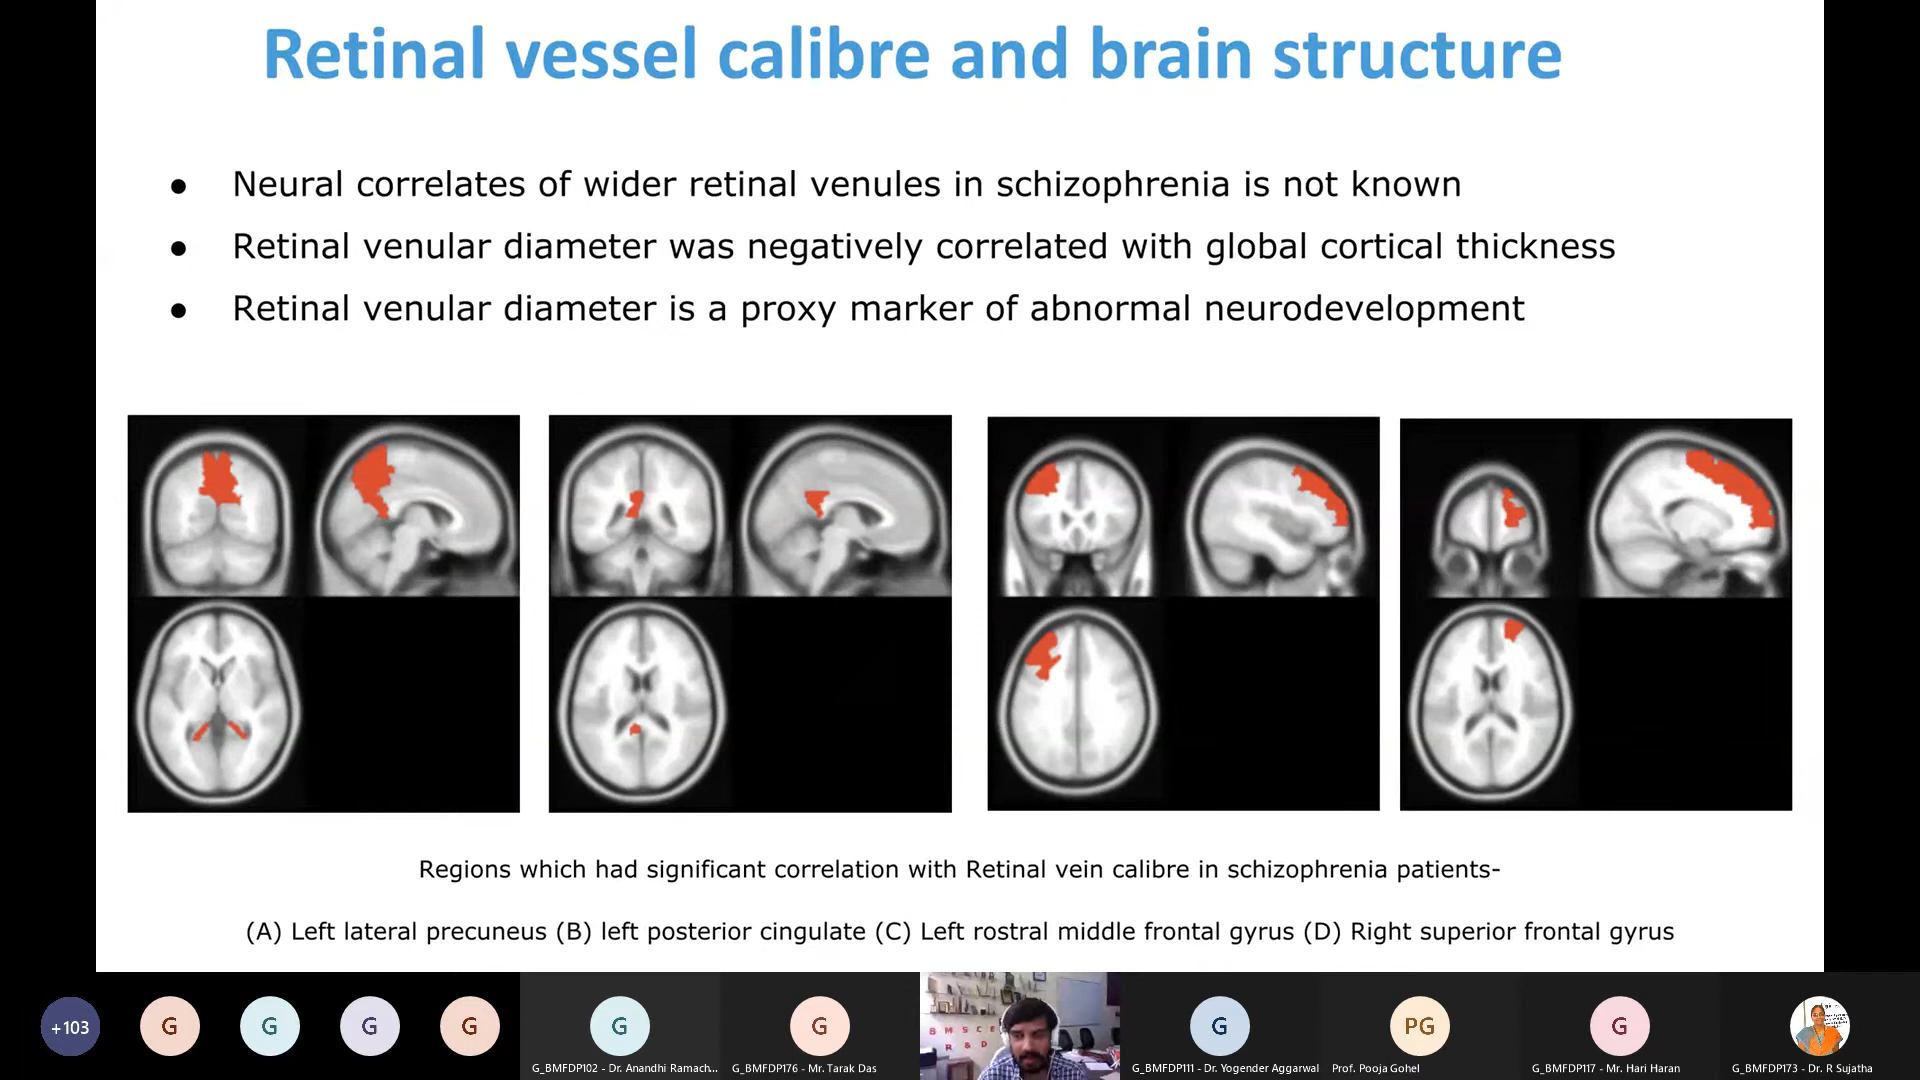 Retinal vessel calibre and brain structure
● Neural correlates of wider retinal venules in schizophrenia is not known
● Retinal venular diameter was negatively correlated with global cortical thickness
● Retinal venular diameter is a proxy marker of abnormal neurodevelopment
Regions which had significant correlation with Retinal vein calibre in schizophrenia patients-
(A) Left lateral precuneus (B) left posterior cingulate (C) Left rostral middle frontal gyrus (D) Right superior frontal gyrus
+103
G
G
G
G
G
G_BMFDP102 - Dr. Anandhi Ramach...
G
G_BMFDP176 - Mr. Tarak Das
B M S C E
R & D
G
G_BMFDP111 - Dr. Yogender Aggarwal
PG
Prof. Pooja Gohel
G
G_BMFDP117 - Mr. Hari Haran
G_BMFDP173 - Dr. R Sujatha